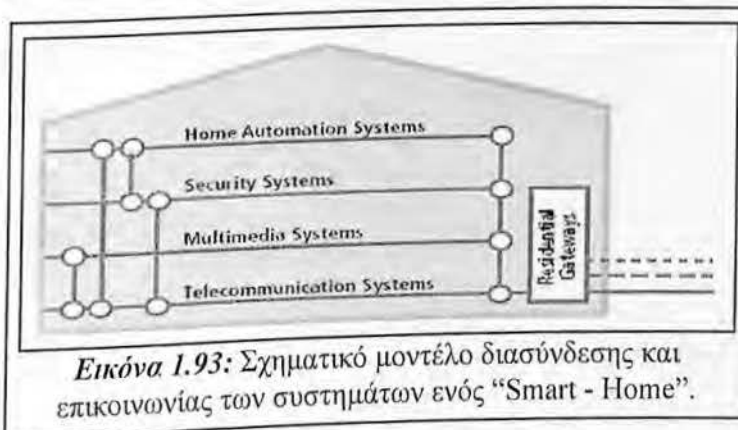 Home Automation Systems
Security Systems
Multimedia Systems
Telecommunication Systems
Residential
Gateways
Εικόνα 1.93: Σχηματικό μοντέλο διασύνδεσης και
επικοινωνίας των συστημάτων ενός “Smart - Home”.